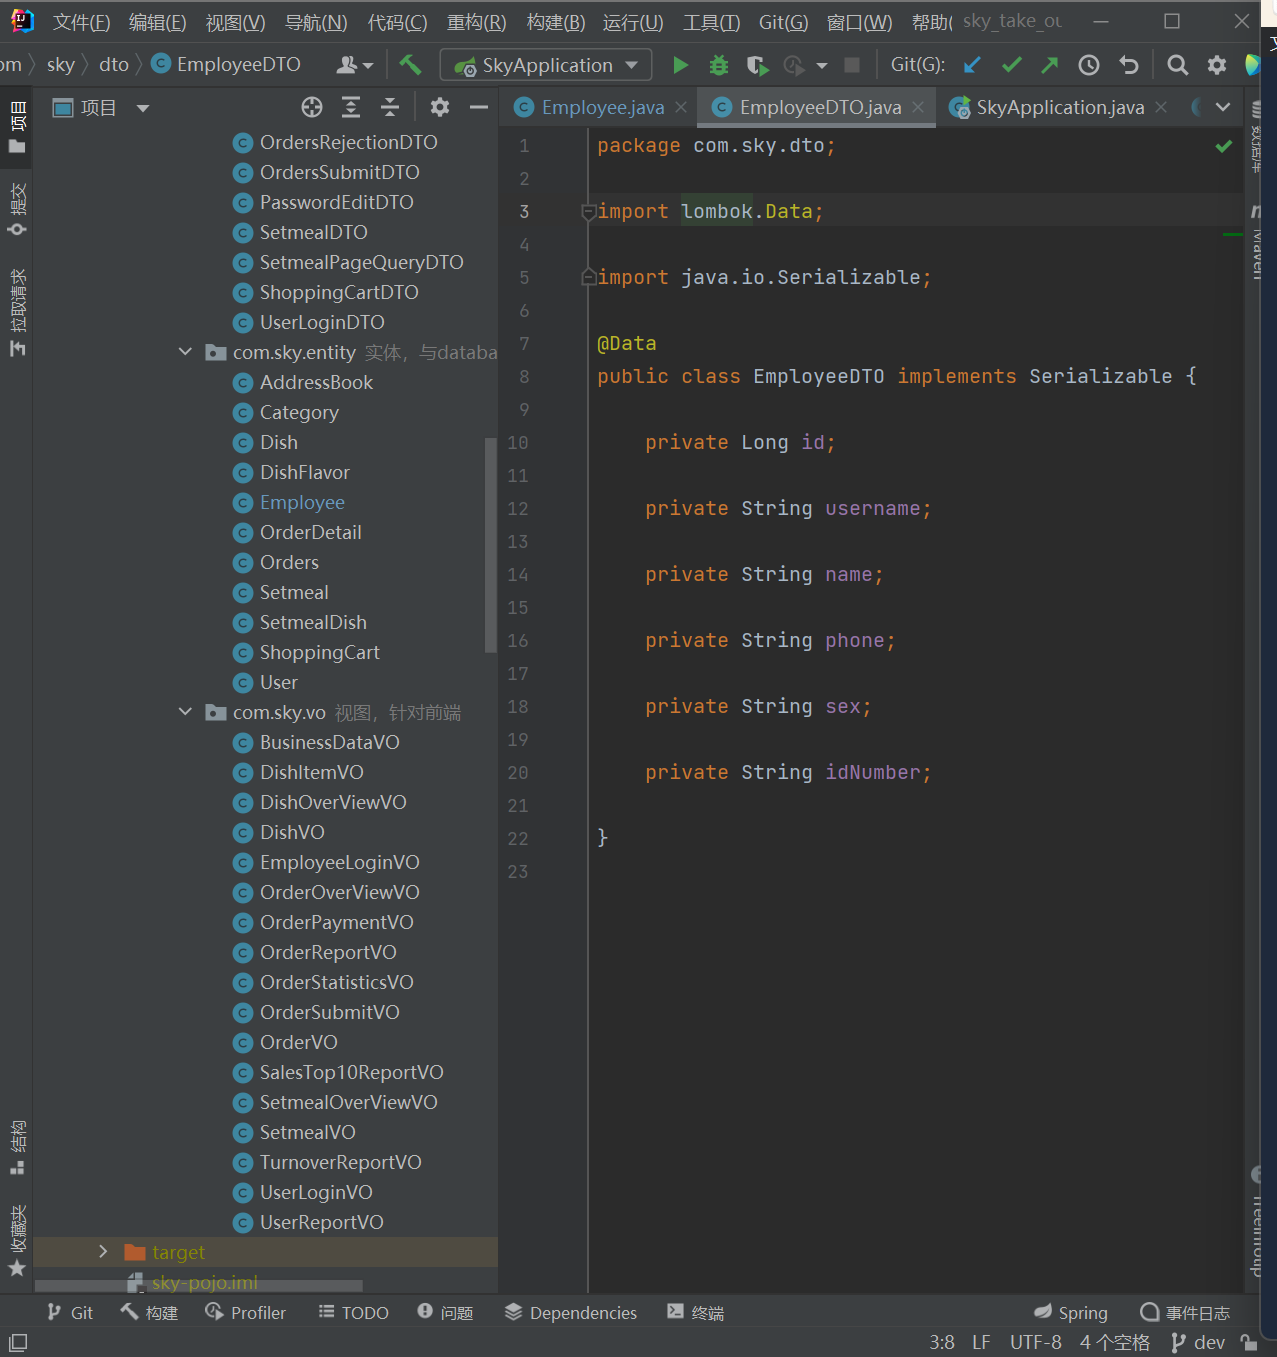 文件(F) 编辑(E) 视图(V) 导航(N) 代码(C) 重构(R) 构建(B) 运行(U) 工具(T) Git(G) 窗口(W) 帮助( sky_take_ou
om sky dto EmployeeDTO SkyApplication Git(G):
项目
Employee.java EmployeeDTO.java SkyApplication.java
项目
提交
拉取请求
结构
收藏夹
OrdersRejectionDTO
OrdersSubmitDTO
PasswordEditDTO
SetmealDTO
SetmealPageQueryDTO
ShoppingCartDTO
UserLoginDTO
com.sky.entity 实体，与databa
AddressBook
Category
Dish
DishFlavor
Employee
OrderDetail
Orders
Setmeal
SetmealDish
ShoppingCart
User
com.sky.vo 视图，针对前端
BusinessDataVO
DishItemVO
DishOverViewVO
DishVO
EmployeeLoginVO
OrderOverViewVO
OrderPaymentVO
OrderReportVO
OrderStatisticsVO
OrderSubmitVO
OrderVO
SalesTop10ReportVO
SetmealOverViewVO
SetmealVO
TurnoverReportVO
UserLoginVO
UserReportVO
target
sky-pojo.iml
1 package com.sky.dto;
2
3 import lombok.Data;
4
5 import java.io.Serializable;
6
7 @Data
8 public class EmployeeDTO implements Serializable {
9
10 private Long id;
11
12 private String username;
13
14 private String name;
15
16 private String phone;
17
18 private String sex;
19
20 private String idNumber;
21
22 }
23
数据库
Maven
Git 构建 Profiler TODO 问题 Dependencies 终端 Spring 事件日志
3:8 LF UTF-8 4 个空格 dev